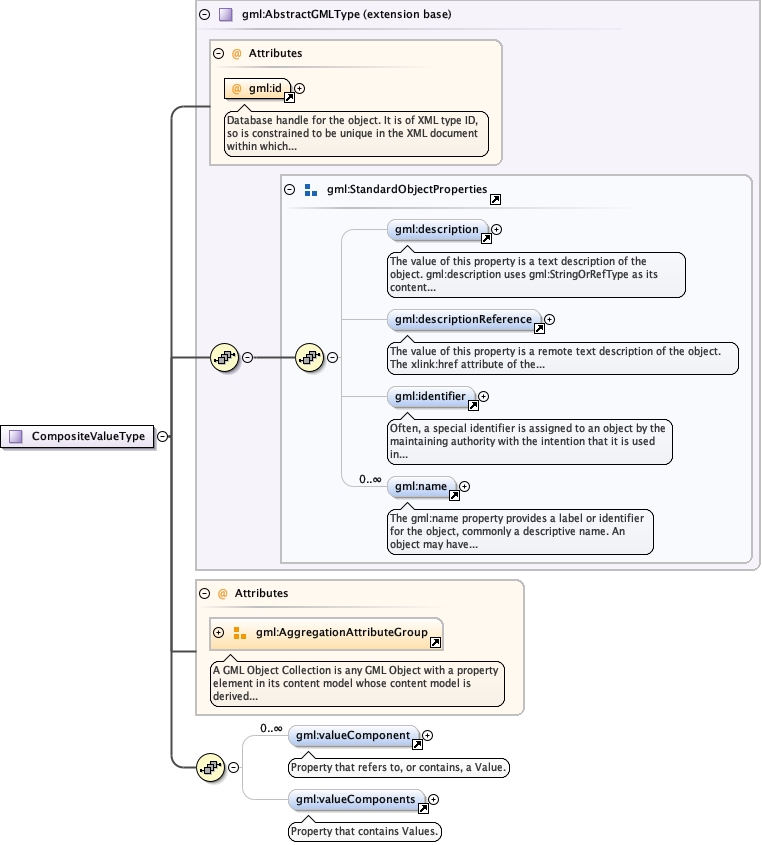 gml:AbstractGMLType (extension base)
@ Attributes
@ gml:id
Database handle for the object. It is of XML type ID,
so is constrained to be unique in the XML document
within which...
gml:StandardObjectProperties
gml:description
The value of this property is a text description of the
object. gml:description uses gml:StringOrRefType as its
content...
gml:descriptionReference
The value of this property is a remote text description of the object.
The xlink:href attribute of the...
gml:identifier
Often, a special identifier is assigned to an object by the
maintaining authority with the intention that it is used
in...
CompositeValueType
0..∞
gml:name
The gml:name property provides a label or identifier
for the object, commonly a descriptive name. An
object may have...
@ Attributes
gml:AggregationAttributeGroup
A GML Object Collection is any GML Object with a property
element in its content model whose content model is
derived...
0..∞
gml:valueComponent
Property that refers to, or contains, a Value.
gml:valueComponents
Property that contains Values.